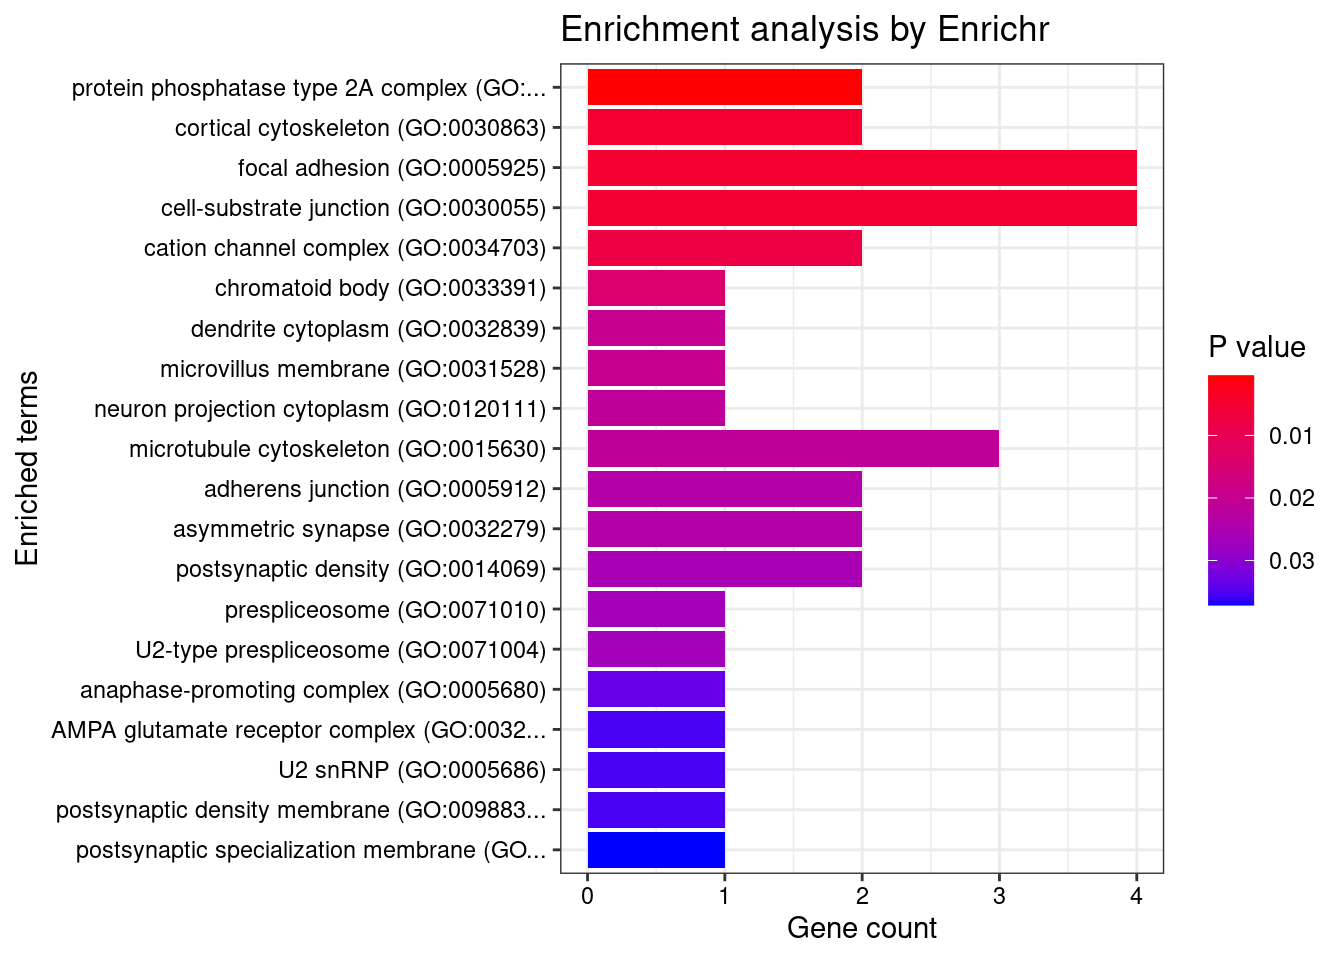 Enrichment analysis by Enrichr
protein phosphatase type 2A complex (GO:...
cortical cytoskeleton (GO:0030863)
focal adhesion (GO:0005925)
cell-substrate junction (GO:0030055)
cation channel complex (GO:0034703)
chromatoid body (GO:0033391)
dendrite cytoplasm (GO:0032839)
microvillus membrane (GO:0031528)
neuron projection cytoplasm (GO:0120111)
microtubule cytoskeleton (GO:0015630)
adherens junction (GO:0005912)
asymmetric synapse (GO:0032279)
postsynaptic density (GO:0014069)
prespliceosome (GO:0071010)
U2-type prespliceosome (GO:0071004)
anaphase-promoting complex (GO:0005680)
AMPA glutamate receptor complex (GO:0032...
U2 snRNP (GO:0005686)
postsynaptic density membrane (GO:009883...
postsynaptic specialization membrane (GO...
Enriched terms
0 1 2 3 4
Gene count
P value
0.01
0.02
0.03